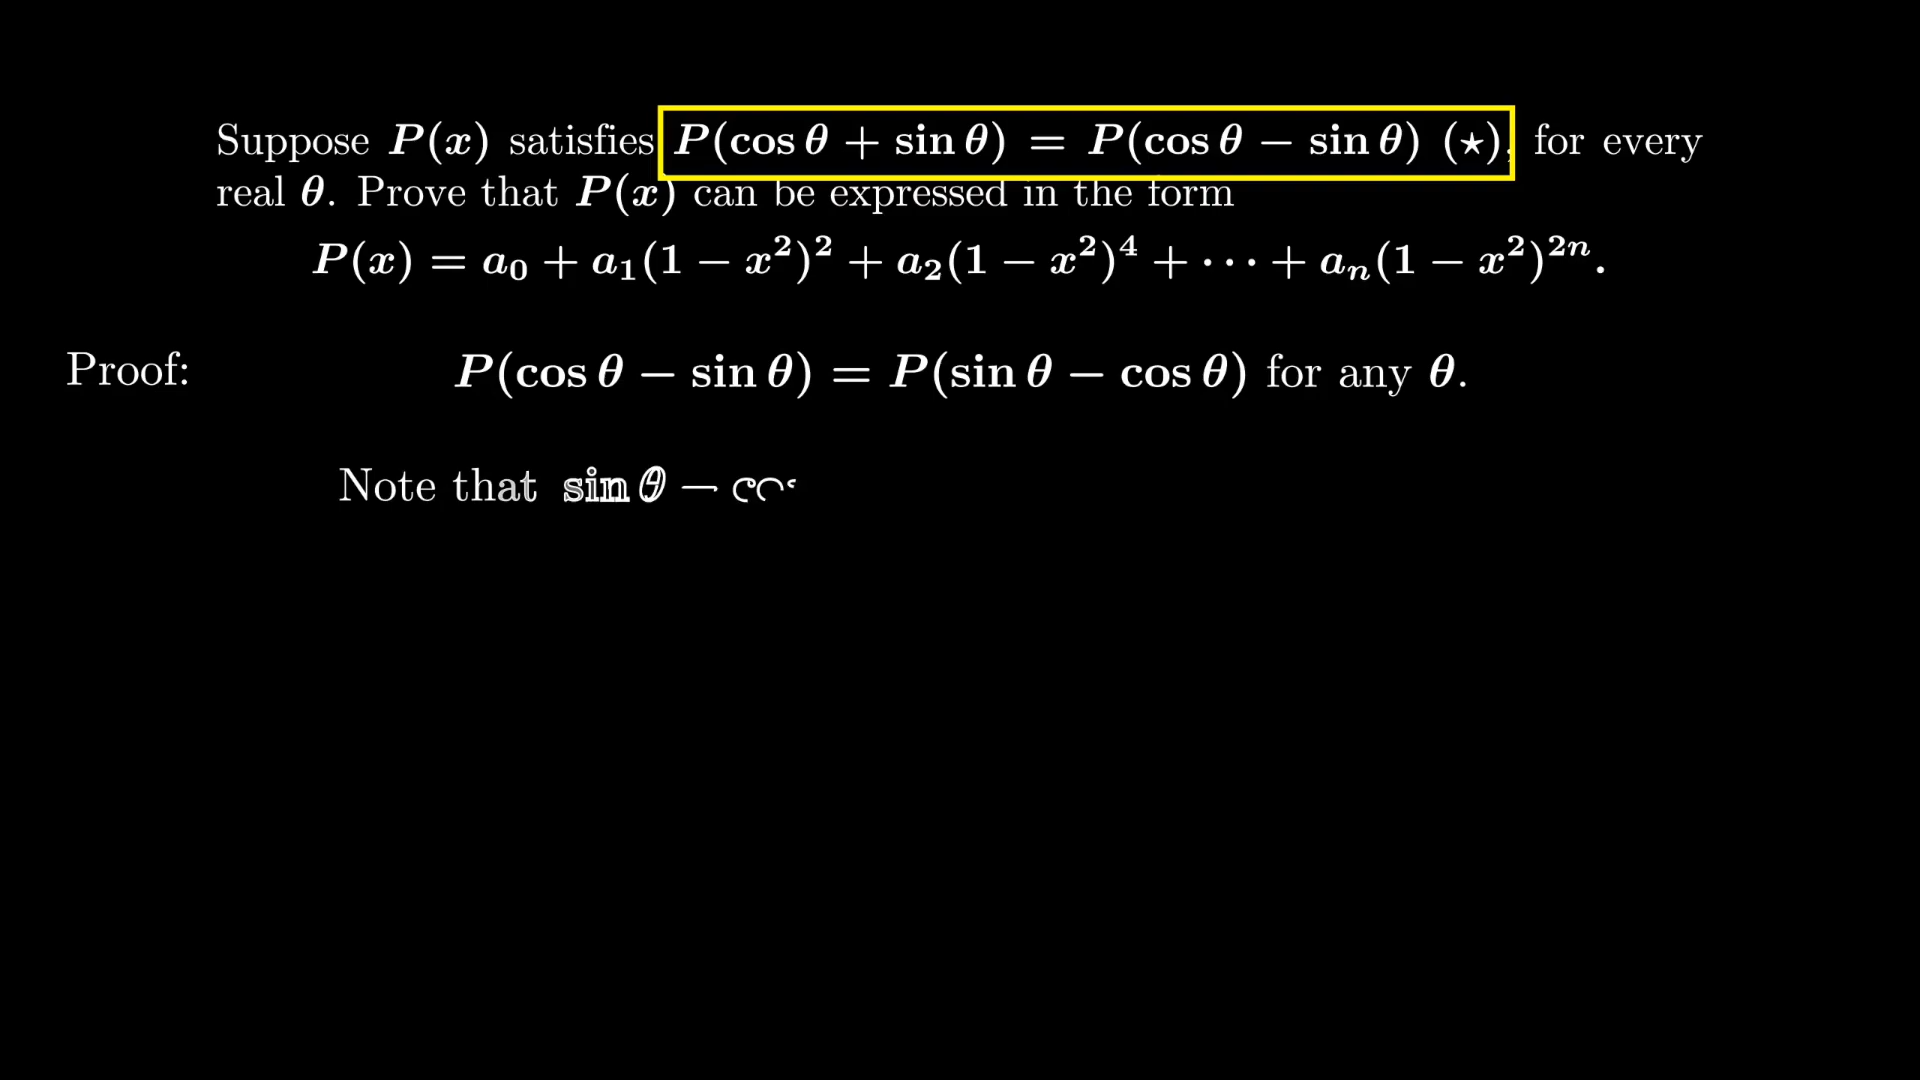 Suppose P(x) satisfies P(cos θ + sin θ) = P(cos θ − sin θ) (⋆), for every
real θ. Prove that P(x) can be expressed in the form
P(x) = a₀ + a₁(1 − x²)² + a₂(1 − x²)⁴ + ⋯ + aₙ(1 − x²)²ⁿ.
Proof: P(cos θ − sin θ) = P(sin θ − cos θ) for any θ.
Note that sin θ −